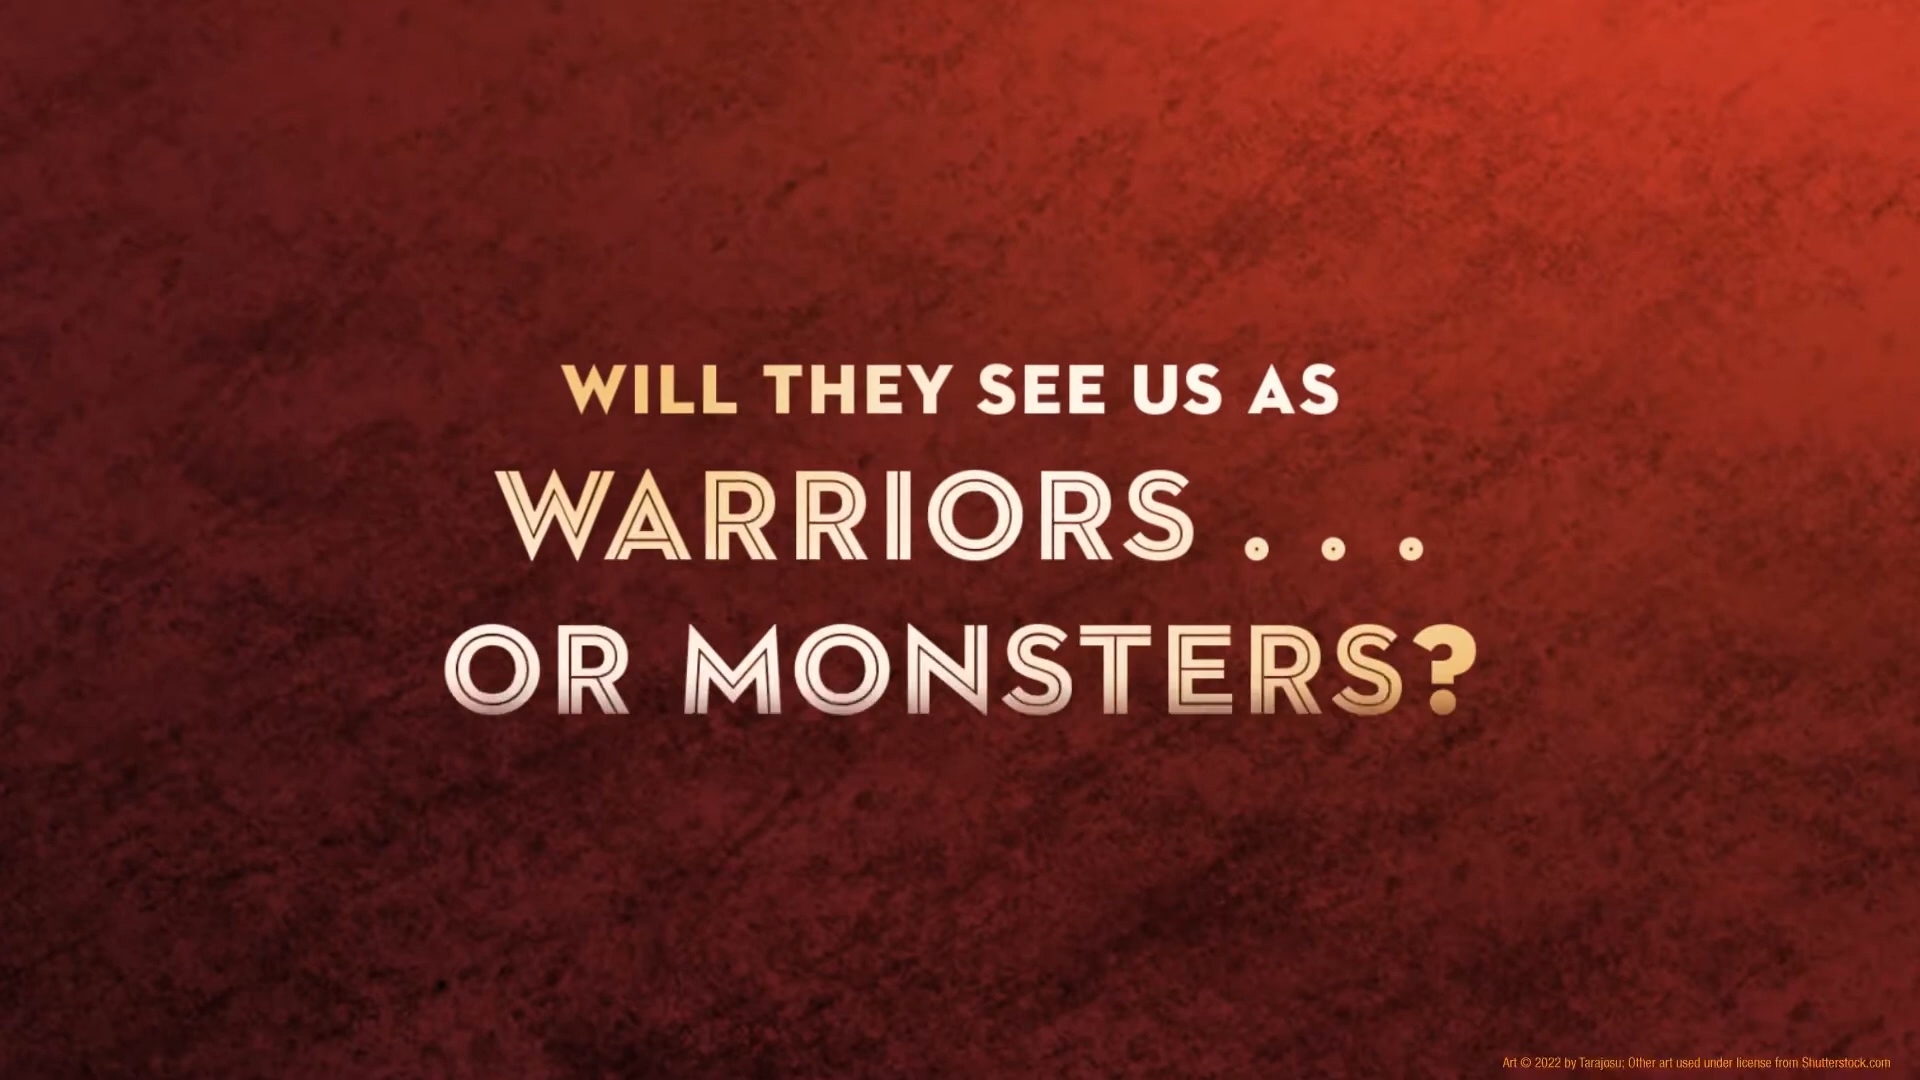 WILL THEY SEE US AS
WARRIORS . . .
OR MONSTERS?
Art © 2022 by Tarajosu; Other art used under license from Shutterstock.com